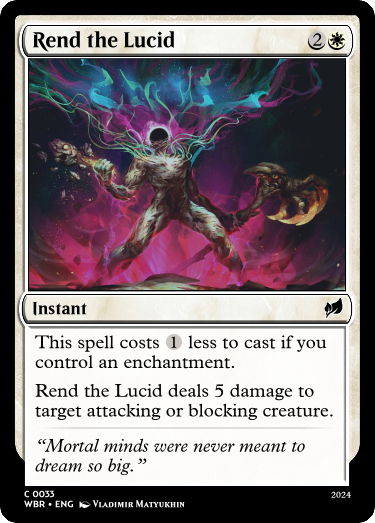 Rend the Lucid 2
Instant
This spell costs 1 less to cast if you
control an enchantment.
Rend the Lucid deals 5 damage to
target attacking or blocking creature.
“Mortal minds were never meant to
dream so big.”
C 0033 2024
WBR • ENG Vladimir Matyukhin